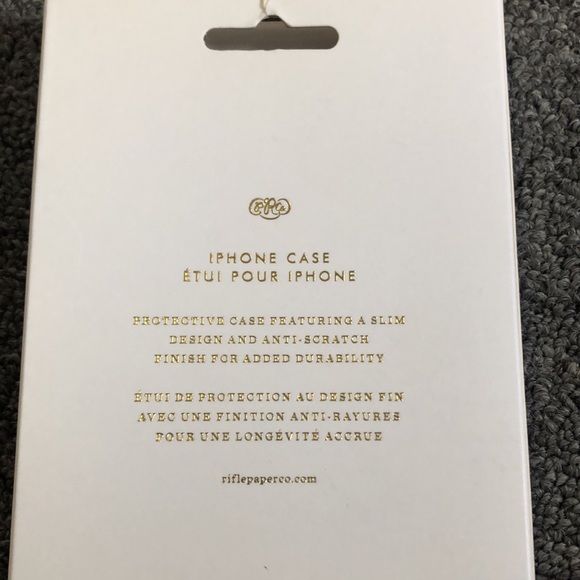 RPCo
IPHONE CASE
ÉTUI POUR IPHONE
PROTECTIVE CASE FEATURING A SLIM
DESIGN AND ANTI-SCRATCH
FINISH FOR ADDED DURABILITY
ÉTUI DE PROTECTION AU DESIGN FIN
AVEC UNE FINITION ANTI-RAYURES
POUR UNE LONGÉVITÉ ACCRUE
riflepaperco.com